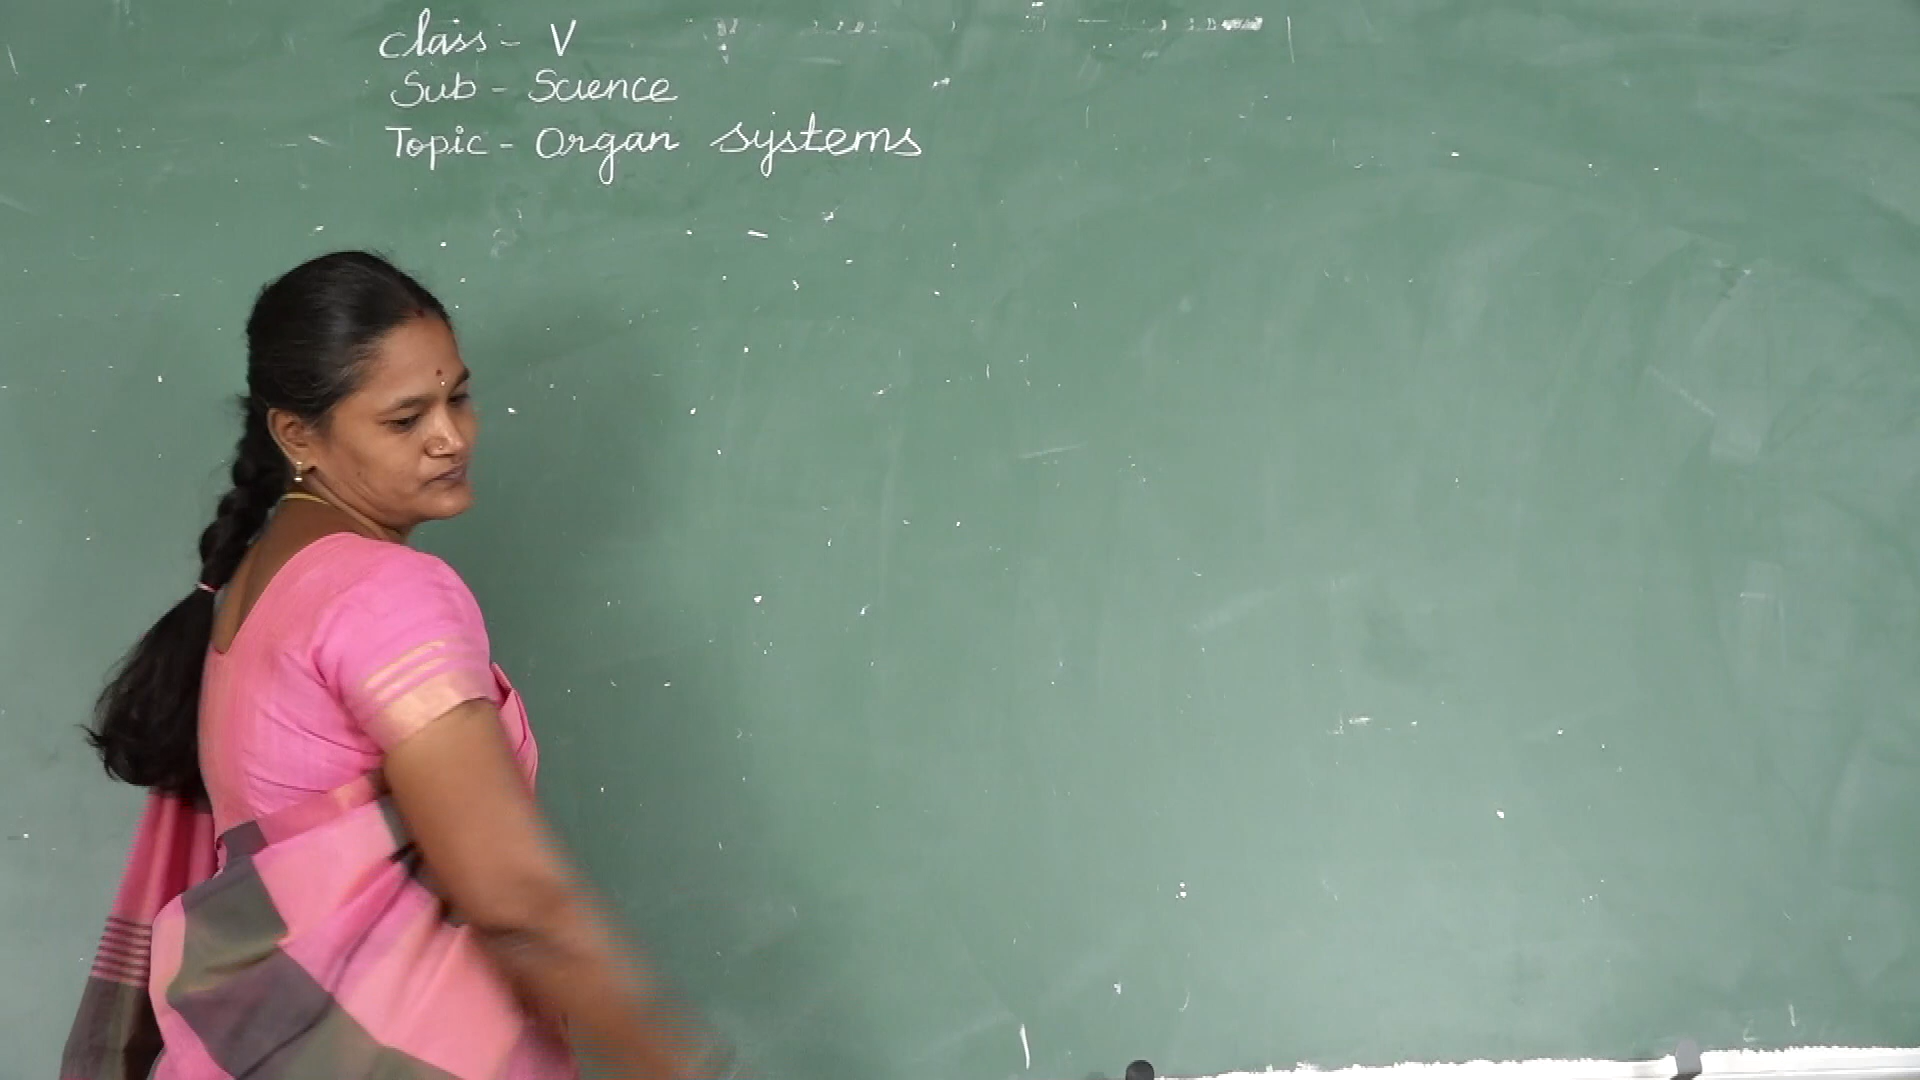 Class - V
Sub - Science
Topic - Organ systems